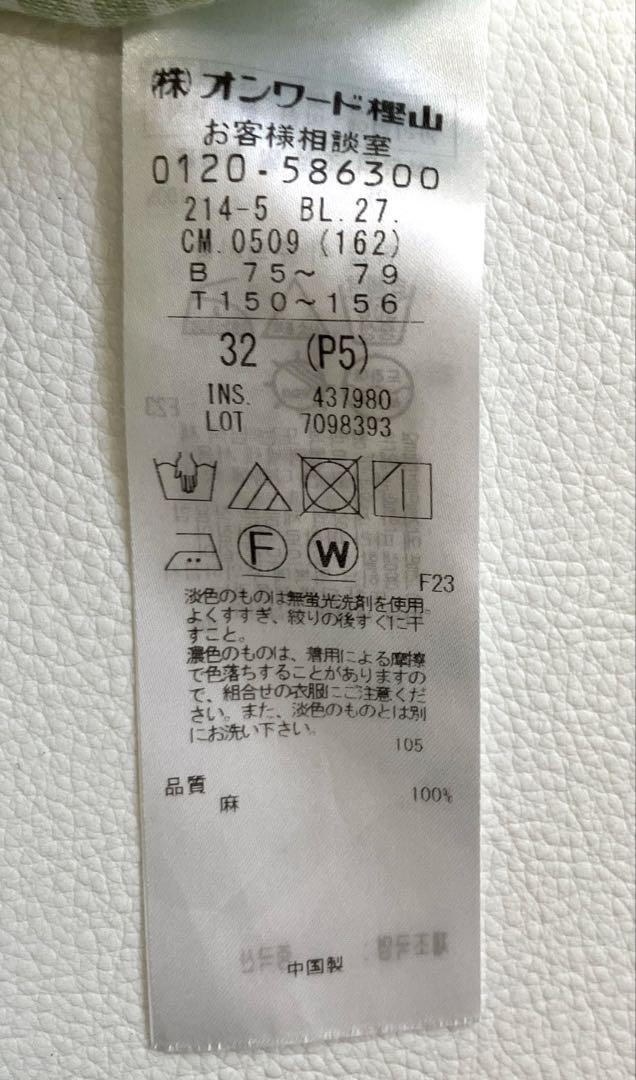 (株)オンワード樫山
お客様相談室
0120-586300
214-5 BL.27.
CM.0509 (162)
B 75～ 79
T150～156
32 (P5)
INS. 437980
LOT 7098393
F W
F23
淡色のものは無蛍光洗剤を使用。
よくすすぎ、絞りの後すぐに干
すこと。
濃色のものは、着用による摩擦
で色落ちすることがありますの
で、組合せの衣服にご注意くだ
さい。また、淡色のものとは別
にお洗い下さい。
105
品質
麻 100%
中国製